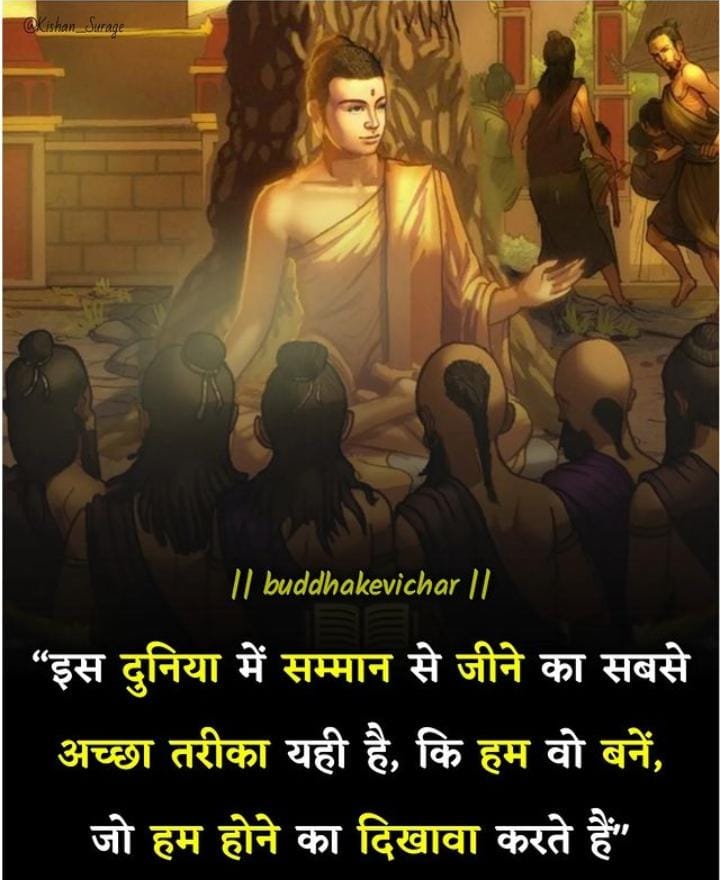 @Kishan_Surage
|| buddhakevichar ||
“इस दुनिया में सम्मान से जीने का सबसे
अच्छा तरीका यही है, कि हम वो बनें,
जो हम होने का दिखावा करते हैं”